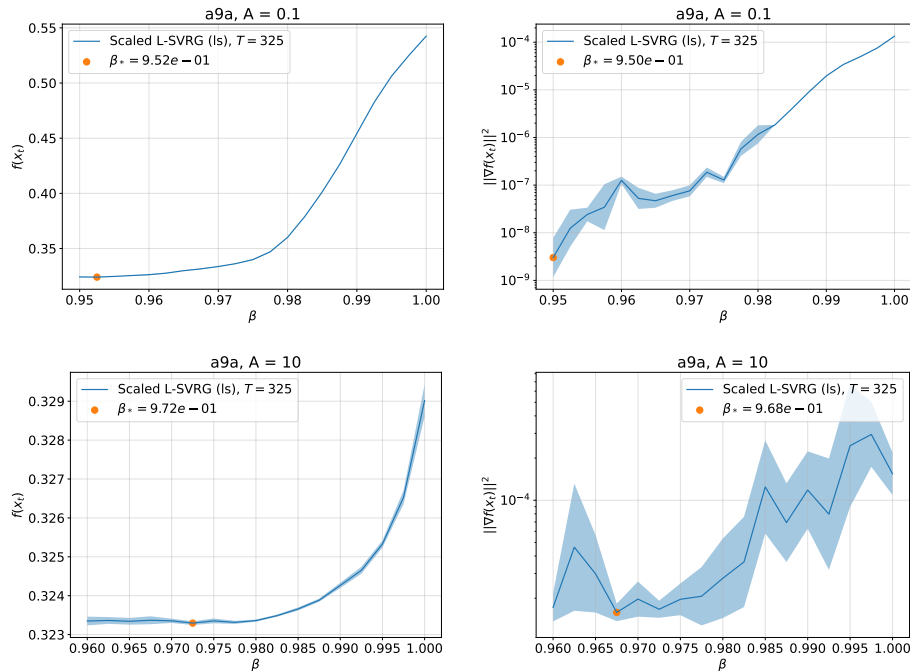 a9a, A = 0.1
Scaled L-SVRG (ls), T = 325
β* = 9.52e − 01
0.55
0.50
0.45
0.40
0.35
f(x_t)
0.95
0.96
0.97
0.98
0.99
1.00
β
a9a, A = 0.1
Scaled L-SVRG (ls), T = 325
β* = 9.50e − 01
10⁻⁴
10⁻⁵
10⁻⁶
10⁻⁷
10⁻⁸
10⁻⁹
||∇f(x_t)||²
0.95
0.96
0.97
0.98
0.99
1.00
β
a9a, A = 10
Scaled L-SVRG (ls), T = 325
β* = 9.72e − 01
0.329
0.328
0.327
0.326
0.325
0.324
0.323
f(x_t)
0.960
0.965
0.970
0.975
0.980
0.985
0.990
0.995
1.000
β
a9a, A = 10
Scaled L-SVRG (ls), T = 325
β* = 9.68e − 01
10⁻⁴
||∇f(x_t)||²
0.960
0.965
0.970
0.975
0.980
0.985
0.990
0.995
1.000
β